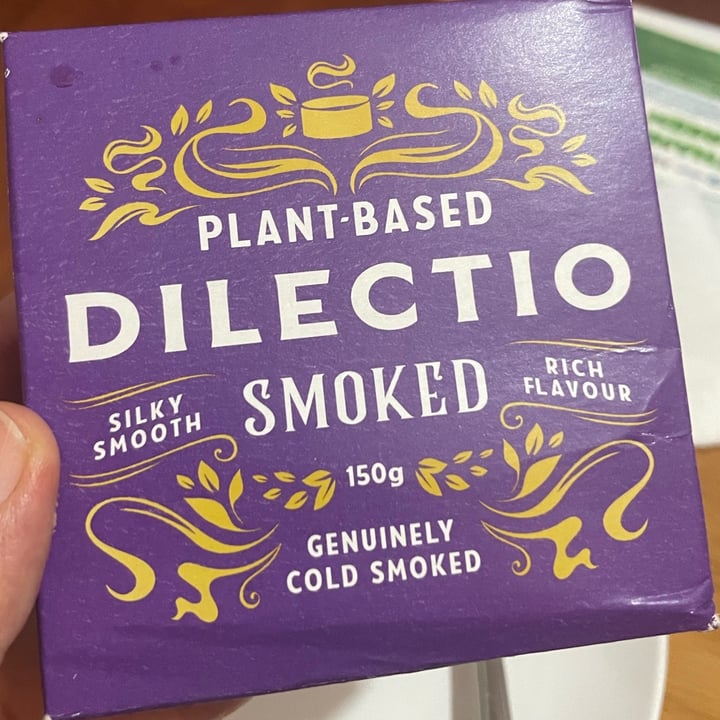 PLANT-BASED
DILECTIO
SMOKED
SILKY
SMOOTH
RICH
FLAVOUR
150g
GENUINELY
COLD SMOKED